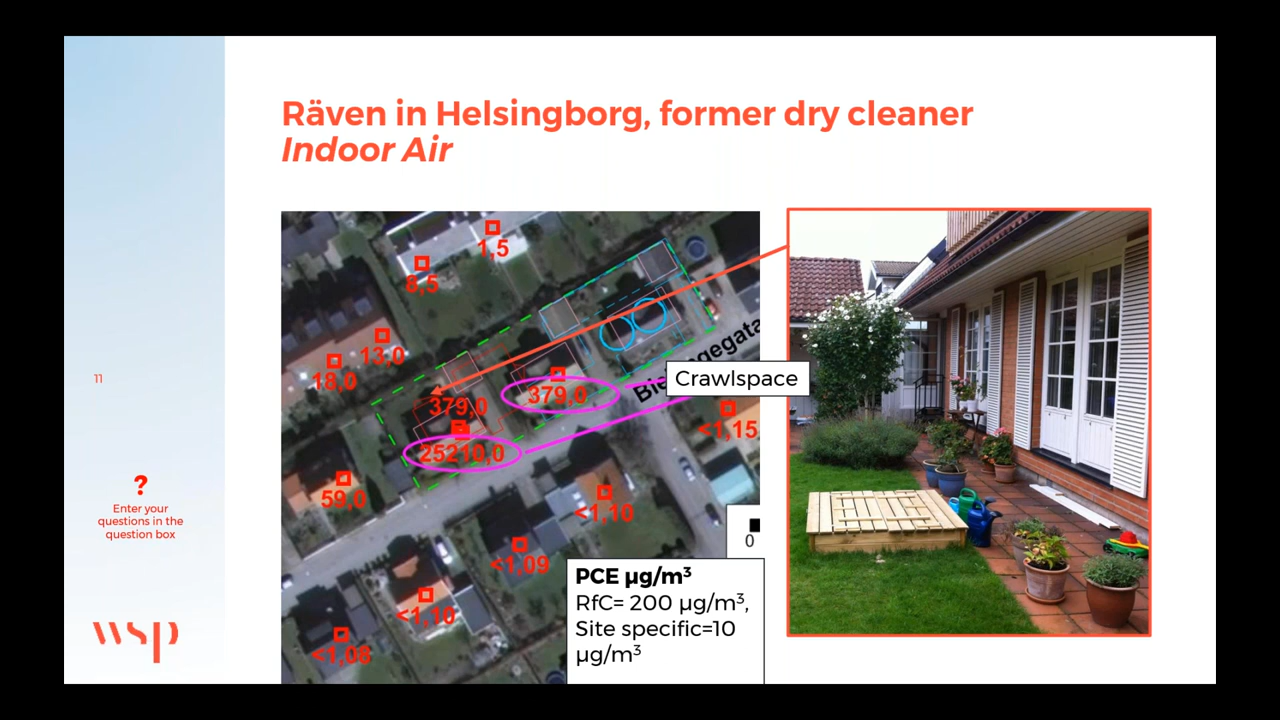 Räven in Helsingborg, former dry cleaner
Indoor Air
1,5
8,5
13,0
18,0
379,0
379,0
25210,0
Crawlspace
<1,15
59,0
<1,10
<1,09
<1,10
<1,08
0
PCE µg/m³
RfC= 200 µg/m³,
Site specific=10
µg/m³
11
?
Enter your
questions in the
question box
wsp